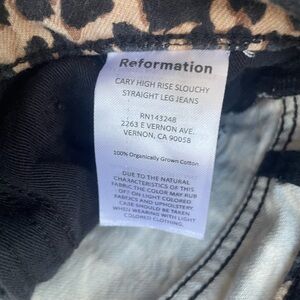 Reformation
CARY HIGH RISE SLOUCHY
STRAIGHT LEG JEANS
RN143248
2263 E VERNON AVE.
VERNON, CA 90058
100% Organically Grown Cotton
DUE TO THE NATURAL
CHARACTERISTICS OF THIS
FABRIC THE COLOR MAY RUB
OFF ON LIGHT COLORED
FABRICS AND UPHOLSTERY
CARE SHOULD BE TAKEN
WHEN WEARING WITH LIGHT
COLORED CLOTHING.